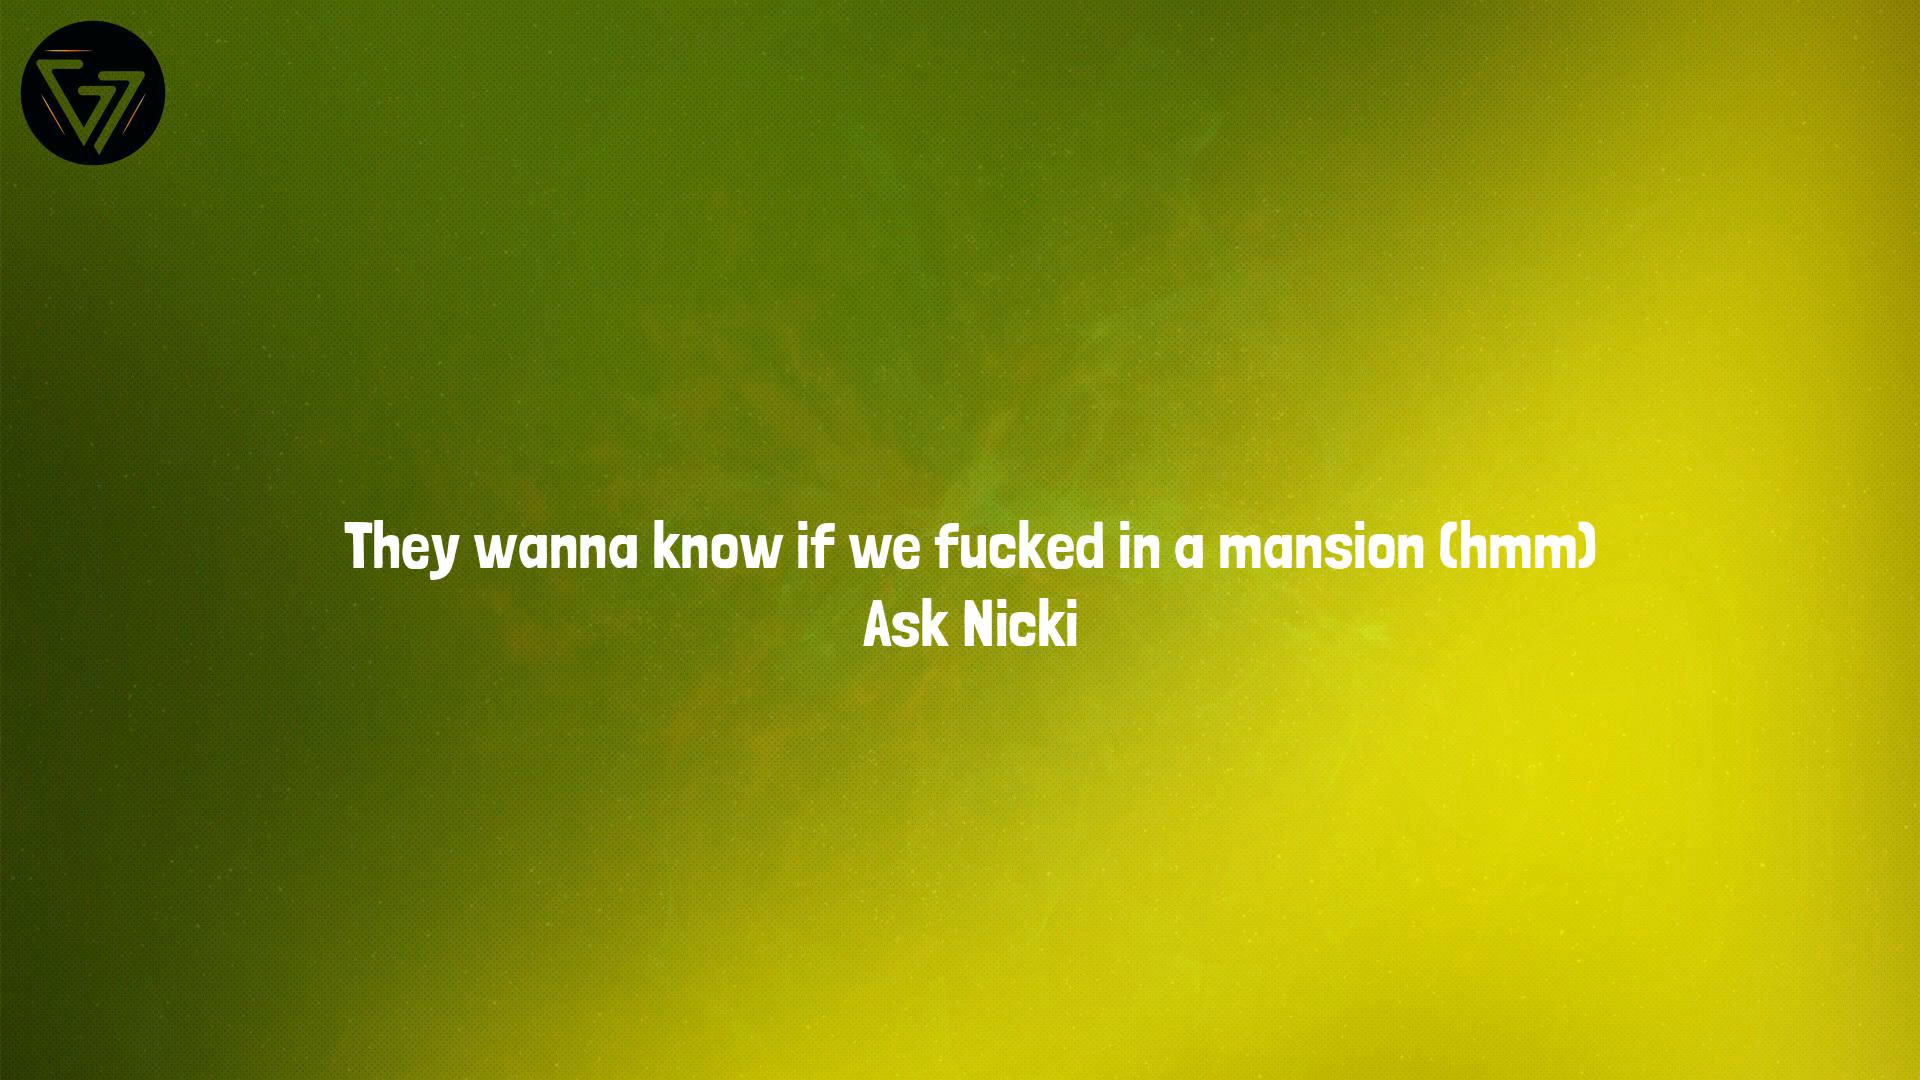 They wanna know if we fucked in a mansion (hmm)
Ask Nicki